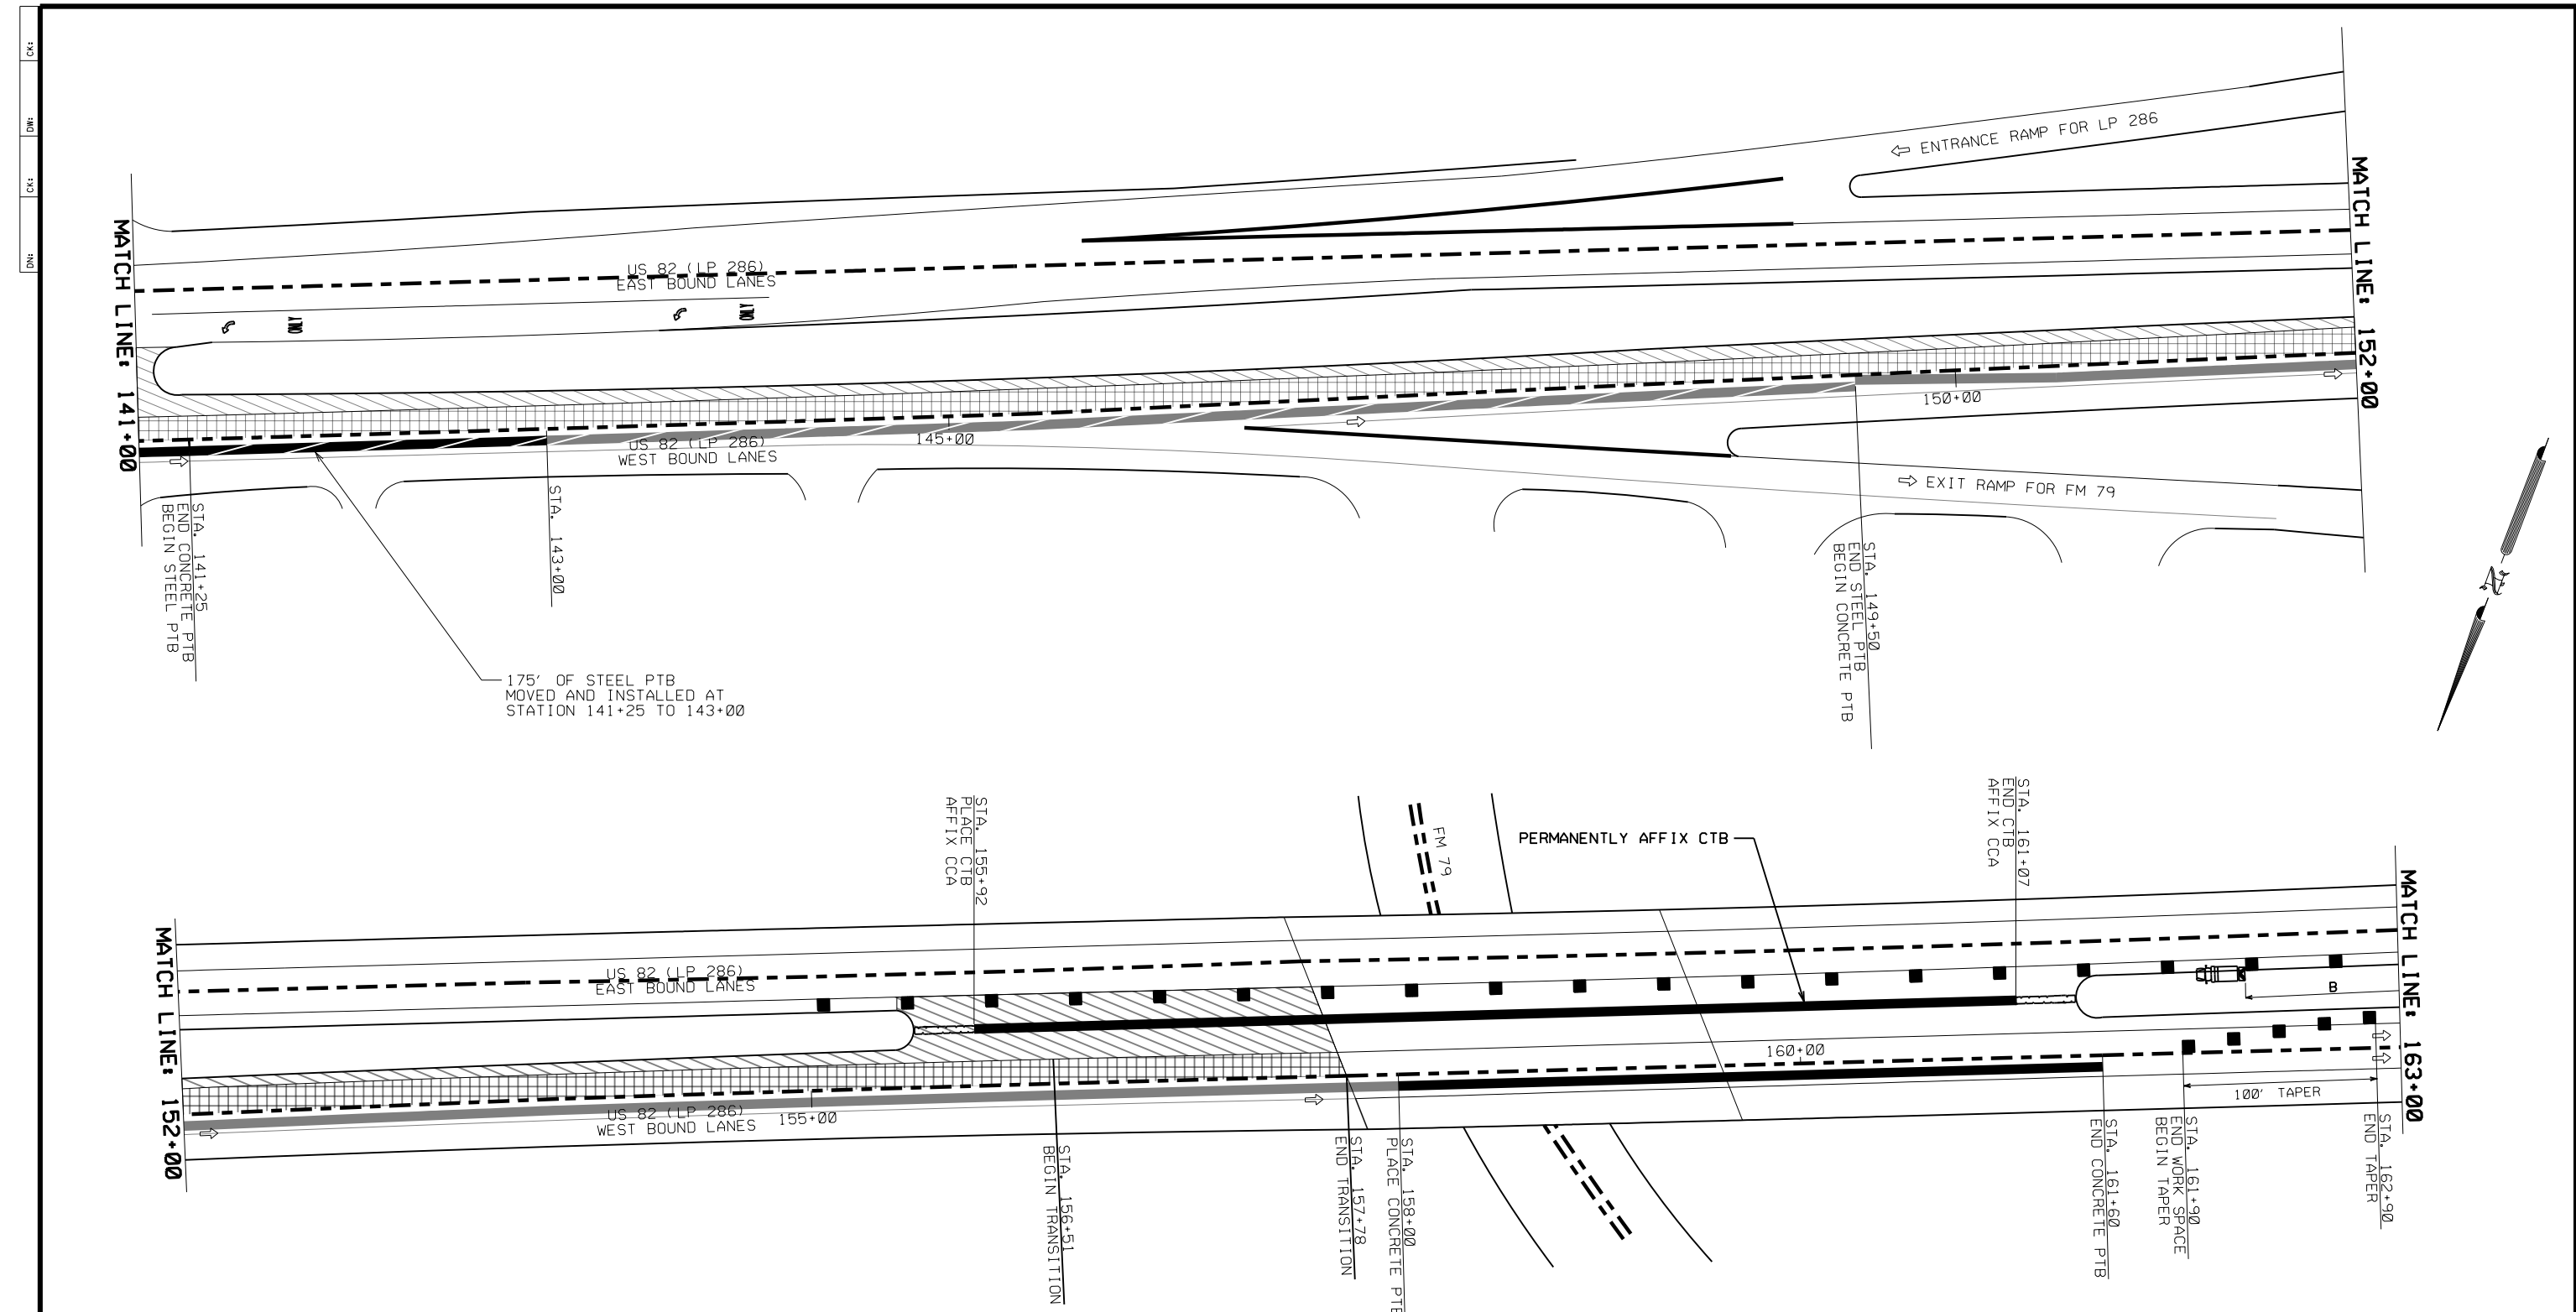 CK:
DW:
CK:
DN:
MATCH LINE: 141+00
MATCH LINE: 152+00
← ENTRANCE RAMP FOR LP 286
US 82 (LP 286)
EAST BOUND LANES
ONLY
ONLY
US 82 (LP 286)
WEST BOUND LANES
145+00
150+00
→ EXIT RAMP FOR FM 79
STA. 141+25
END CONCRETE PTB
BEGIN STEEL PTB
STA. 143+00
STA. 149+50
END STEEL PTB
BEGIN CONCRETE PTB
175' OF STEEL PTB
MOVED AND INSTALLED AT
STATION 141+25 TO 143+00
N
MATCH LINE: 152+00
MATCH LINE: 163+00
STA. 155+92
PLACE CTB
AFFIX CCA
FM 79
PERMANENTLY AFFIX CTB
STA. 161+07
END CTB
AFFIX CCA
US 82 (LP 286)
EAST BOUND LANES
B
US 82 (LP 286)
WEST BOUND LANES
155+00
160+00
100' TAPER
STA. 156+51
BEGIN TRANSITION
STA. 157+78
END TRANSITION
STA. 158+00
PLACE CONCRETE PTB
STA. 161+60
END CONCRETE PTB
STA. 161+90
END WORK SPACE
BEGIN TAPER
STA. 162+90
END TAPER